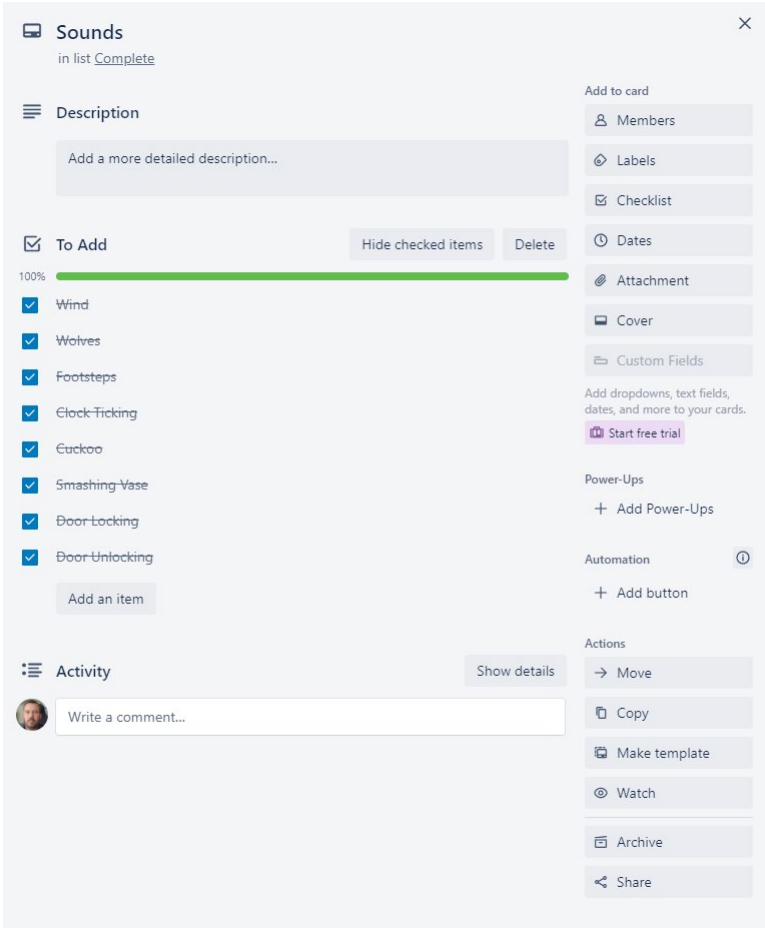 Sounds
in list Complete
Description
Add a more detailed description...
To Add
Hide checked items
Delete
100%
Wind
Wolves
Footsteps
Clock Ticking
Cuckoo
Smashing Vase
Door Locking
Door Unlocking
Add an item
Activity
Show details
Write a comment...
Add to card
Members
Labels
Checklist
Dates
Attachment
Cover
Custom Fields
Add dropdowns, text fields,
dates, and more to your cards.
Start free trial
Power-Ups
+ Add Power-Ups
Automation
+ Add button
Actions
Move
Copy
Make template
Watch
Archive
Share